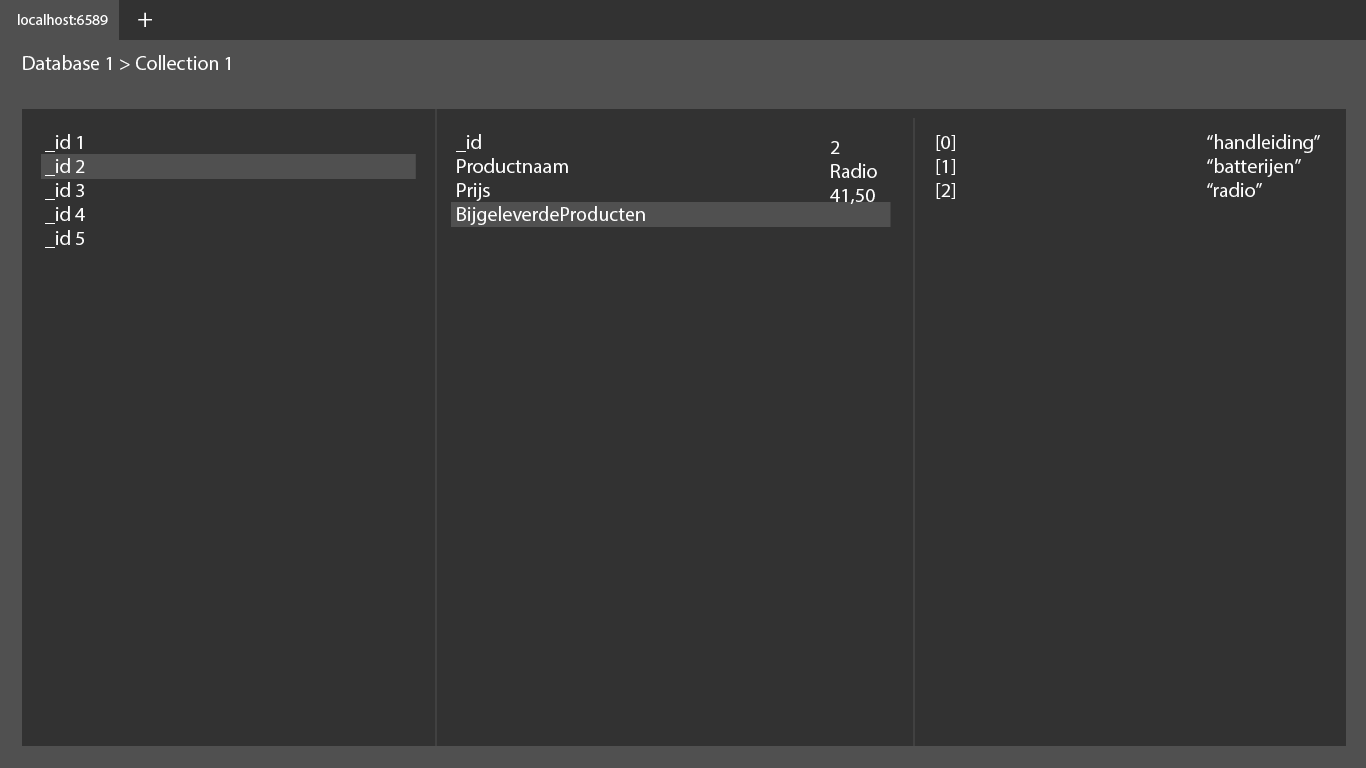 localhost:6589 +
Database 1 > Collection 1
_id 1
_id 2
_id 3
_id 4
_id 5
_id 2
Productnaam Radio
Prijs 41,50
BijgeleverdeProducten
[0] “handleiding”
[1] “batterijen”
[2] “radio”